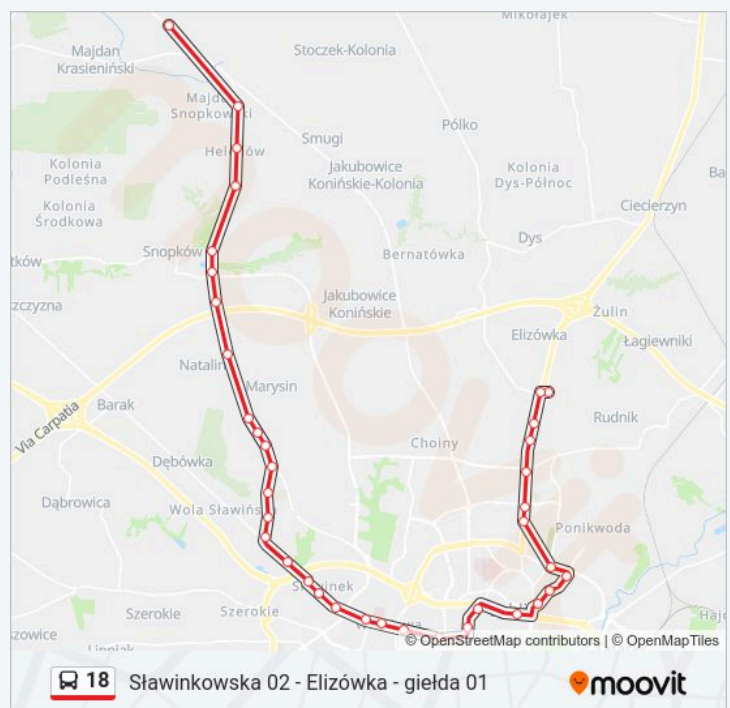 Mikołajek
Majdan
Krasieniński
Stoczek-Kolonia
Smugi
Pólko
Kolonia
Podleśna
Jakubowice
Konińskie-Kolonia
Kolonia
Dys-Północ
Kolonia
Środkowa
Ciecierzyn
Snopków
Dys
Bernatówka
Jakubowice
Konińskie
Żulin
Elizówka
Łagiewniki
Natalin
Marysin
Barak
Rudnik
Via Carpatia
Choiny
Dębówka
Dąbrowica
Ponikwoda
Szerokie
Szerokie
© OpenStreetMap contributors | © OpenMapTiles
18 Sławinkowska 02 - Elizówka - giełda 01
moovit